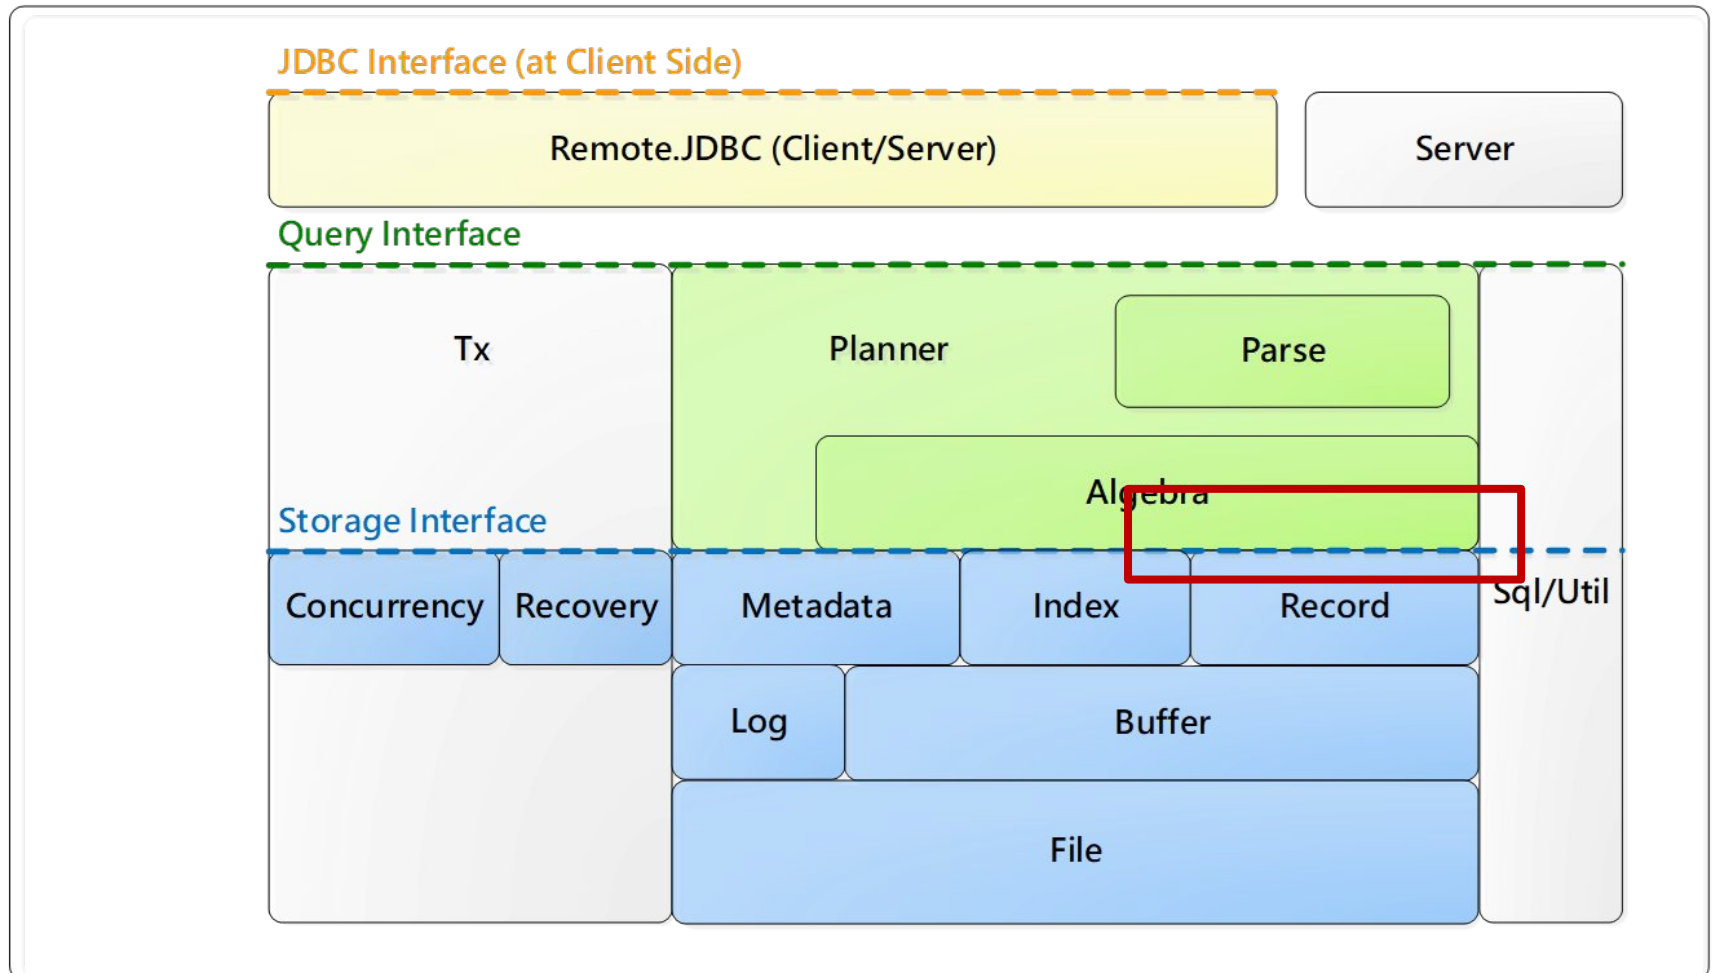 JDBC Interface (at Client Side)
Remote.JDBC (Client/Server)
Server
Query Interface
Tx
Planner
Parse
Algebra
Storage Interface
Concurrency
Recovery
Metadata
Index
Record
Sql/Util
Log
Buffer
File